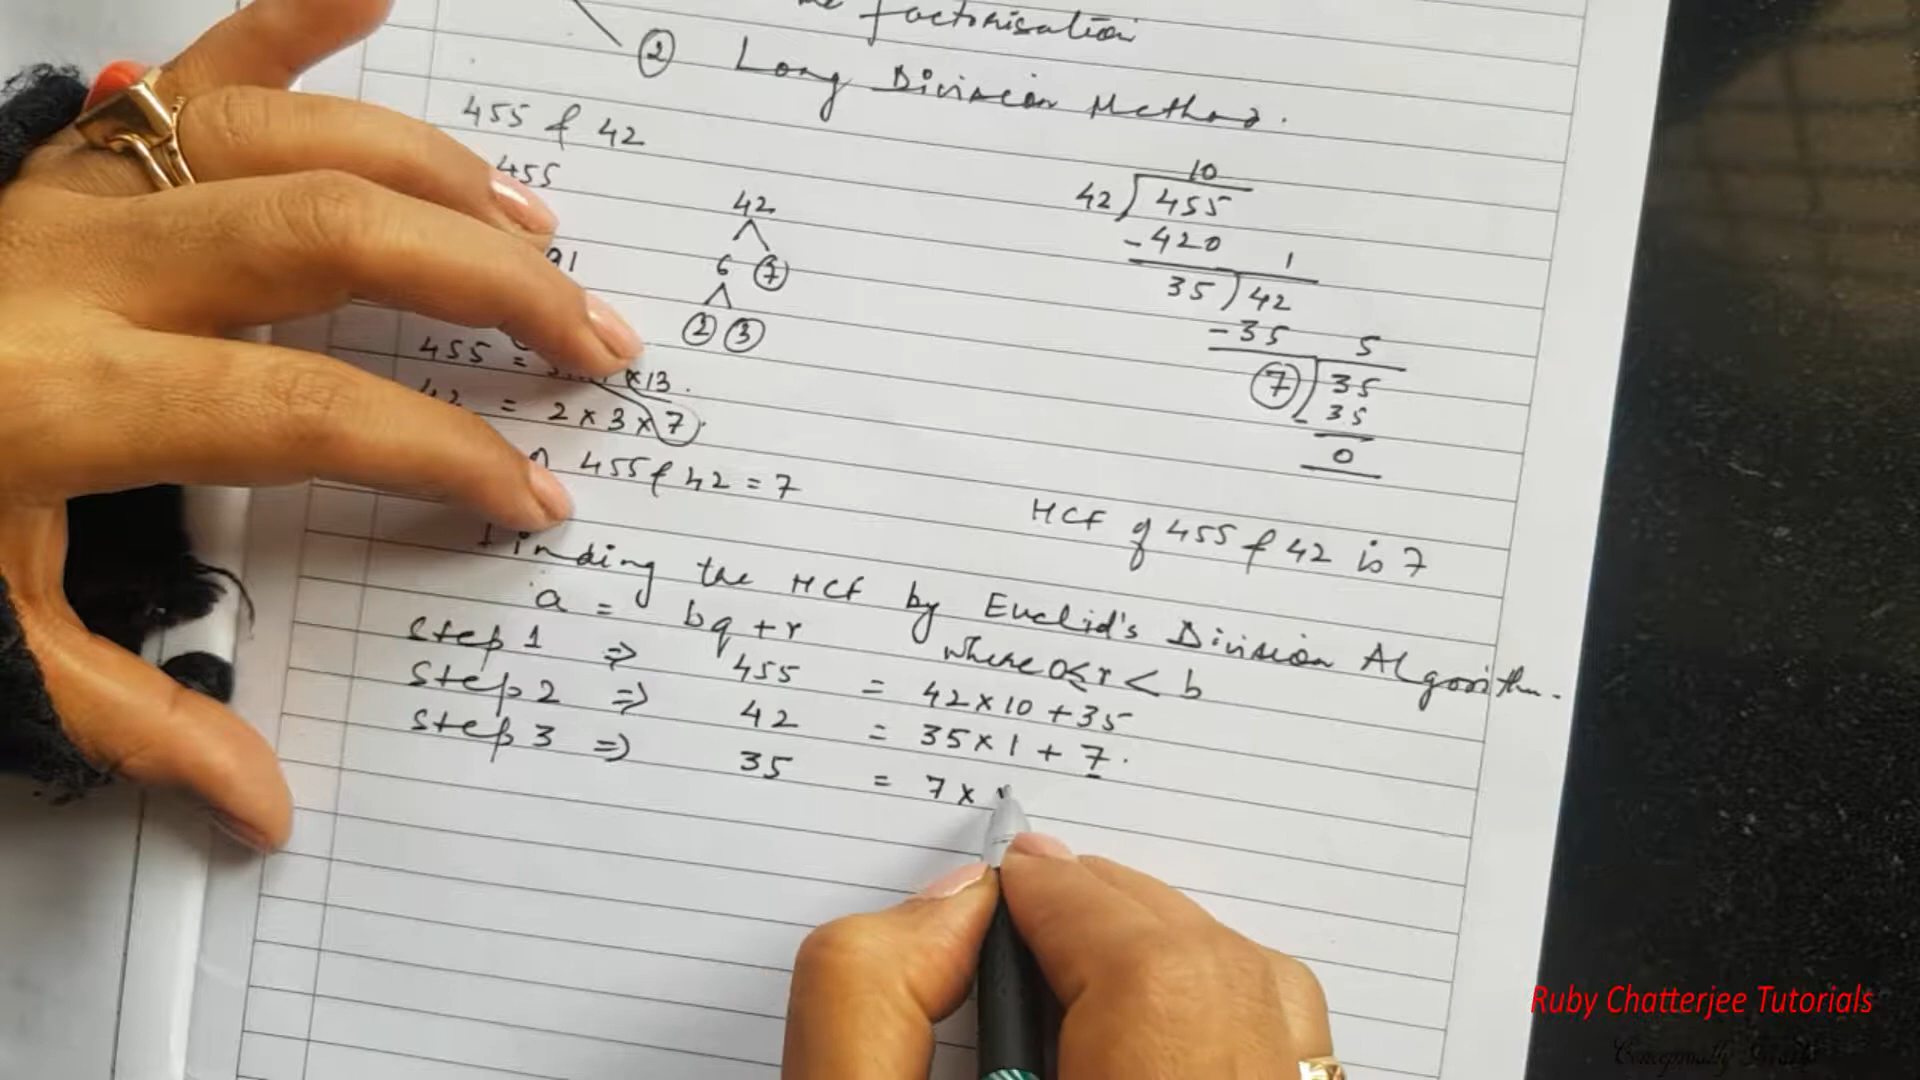 factorisation
② Long Division Method.
455 & 42
455
42
6 7
2 3
91
455 = x13.
42 = 2 x 3 x 7.
455 & 42 = 7
10
42 ) 455
-420 1
35 ) 42
-35 5
7 ) 35
- 35
0
HCF of 455 & 42 is 7
Finding the HCF by Euclid's Division Algorithm.
a = bq + r where 0 ≤ r < b
Step 1 ⇒ 455 = 42 x 10 + 35
Step 2 ⇒ 42 = 35 x 1 + 7.
Step 3 ⇒ 35 = 7 x
Ruby Chatterjee Tutorials